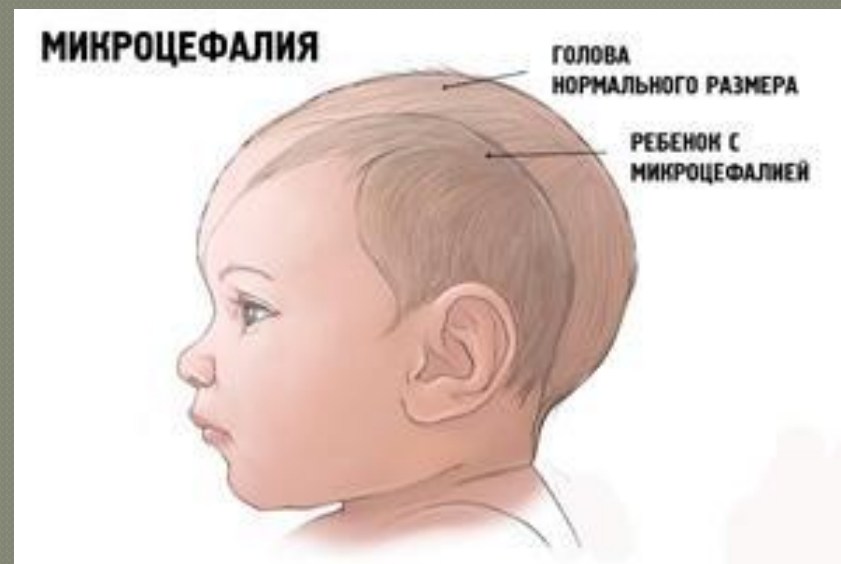 МИКРОЦЕФАЛИЯ
ГОЛОВА
НОРМАЛЬНОГО РАЗМЕРА
РЕБЕНОК С
МИКРОЦЕФАЛИЕЙ